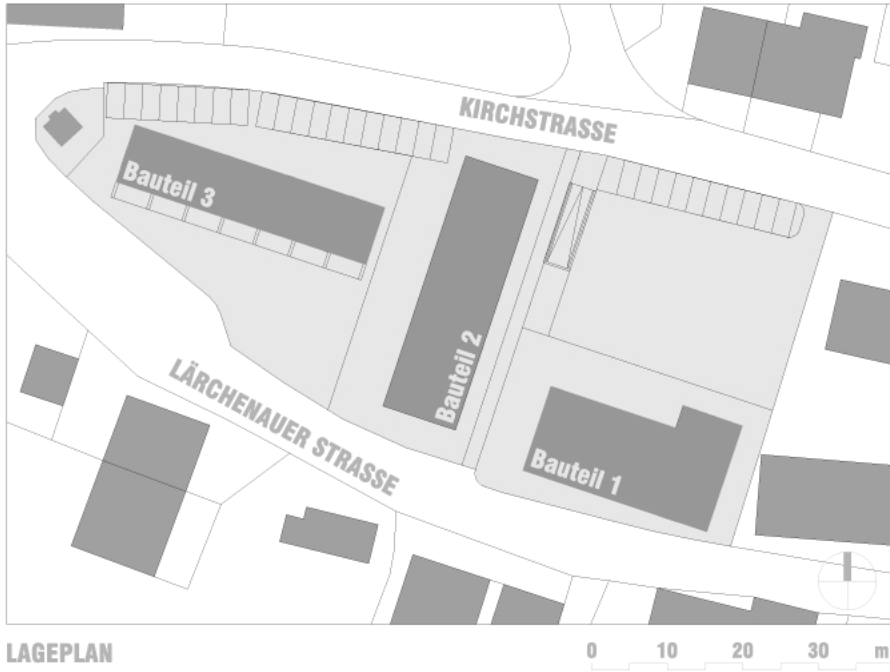 KIRCHSTRASSE
Bauteil 3
Bauteil 2
LÄRCHENAUER STRASSE
Bauteil 1
LAGEPLAN
0 10 20 30 m